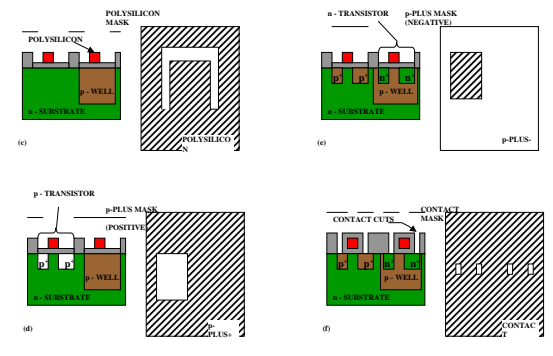 POLYSILICON
MASK
POLYSILICON
p - WELL
n - SUBSTRATE
(c)
POLYSILICO
N
n - TRANSISTOR
p-PLUS MASK
(NEGATIVE)
p+
p+
n+
n+
p - WELL
n - SUBSTRATE
(e)
p-PLUS-
p - TRANSISTOR
p-PLUS MASK
(POSITIVE)
p+
p+
p - WELL
n - SUBSTRATE
(d)
p-
PLUS+
CONTACT
MASK
CONTACT CUTS
p+
p+
n+
n+
p - WELL
n - SUBSTRATE
(f)
CONTAC
T